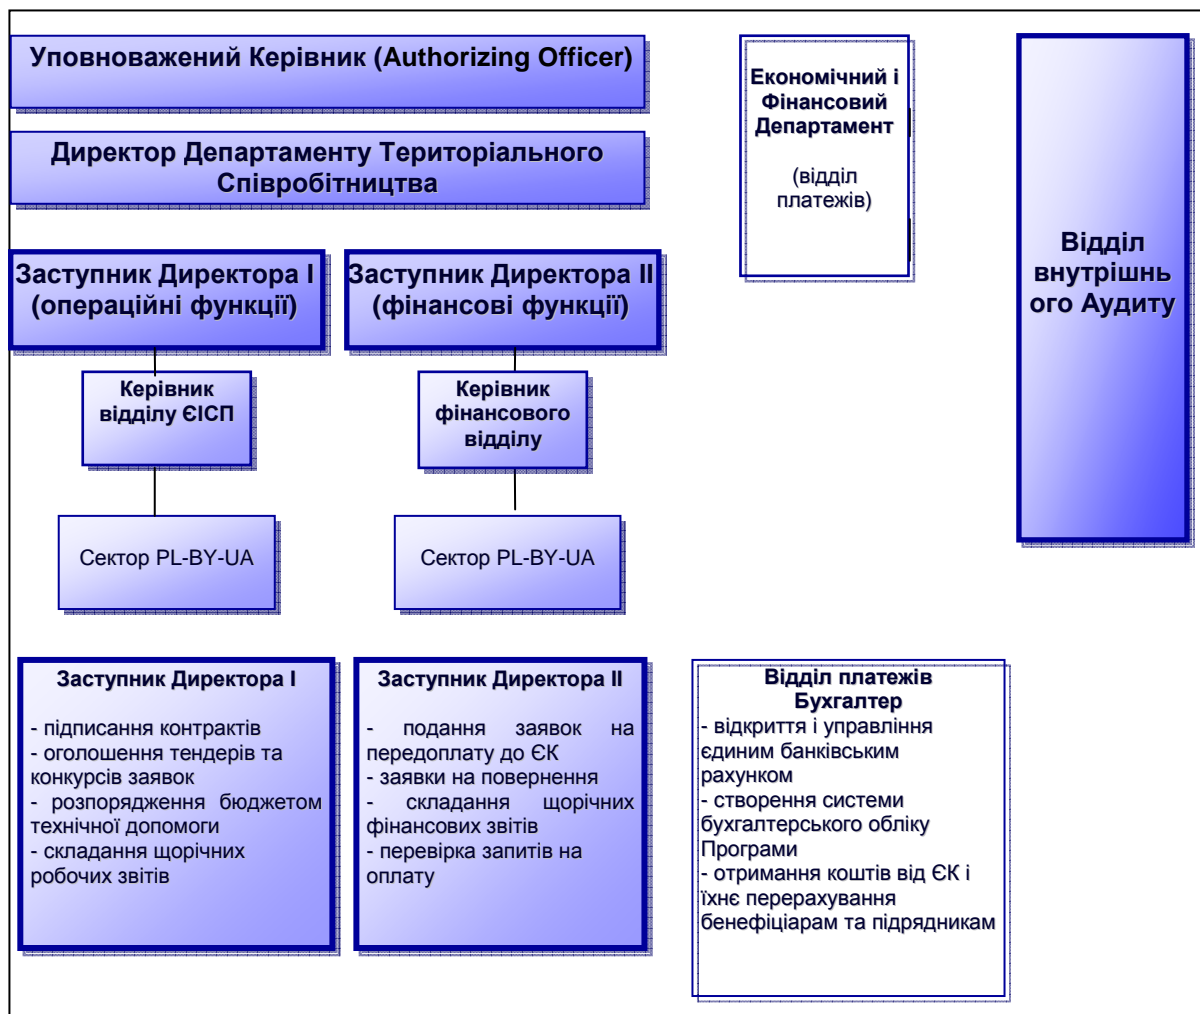 Уповноважений Керівник (Authorizing Officer)
Директор Департаменту Територіального
Співробітництва
Економічний і
Фінансовий
Департамент
(відділ
платежів)
Відділ
внутрішнь
ого Аудиту
Заступник Директора I
(операційні функції)
Заступник Директора II
(фінансові функції)
Керівник
відділу ЄІСП
Керівник
фінансового
відділу
Сектор PL-BY-UA
Сектор PL-BY-UA
Заступник Директора I
- підписання контрактів
- оголошення тендерів та
конкурсів заявок
- розпорядження бюджетом
технічної допомоги
- складання щорічних
робочих звітів
Заступник Директора II
- подання заявок на
передоплату до ЄК
- заявки на повернення
- складання щорічних
фінансових звітів
- перевірка запитів на
оплату
Відділ платежів
Бухгалтер
- відкриття і управління
єдиним банківським
рахунком
- створення системи
бухгалтерського обліку
Програми
- отримання коштів від ЄК і
їхнє перерахування
бенефіціарам та підрядникам